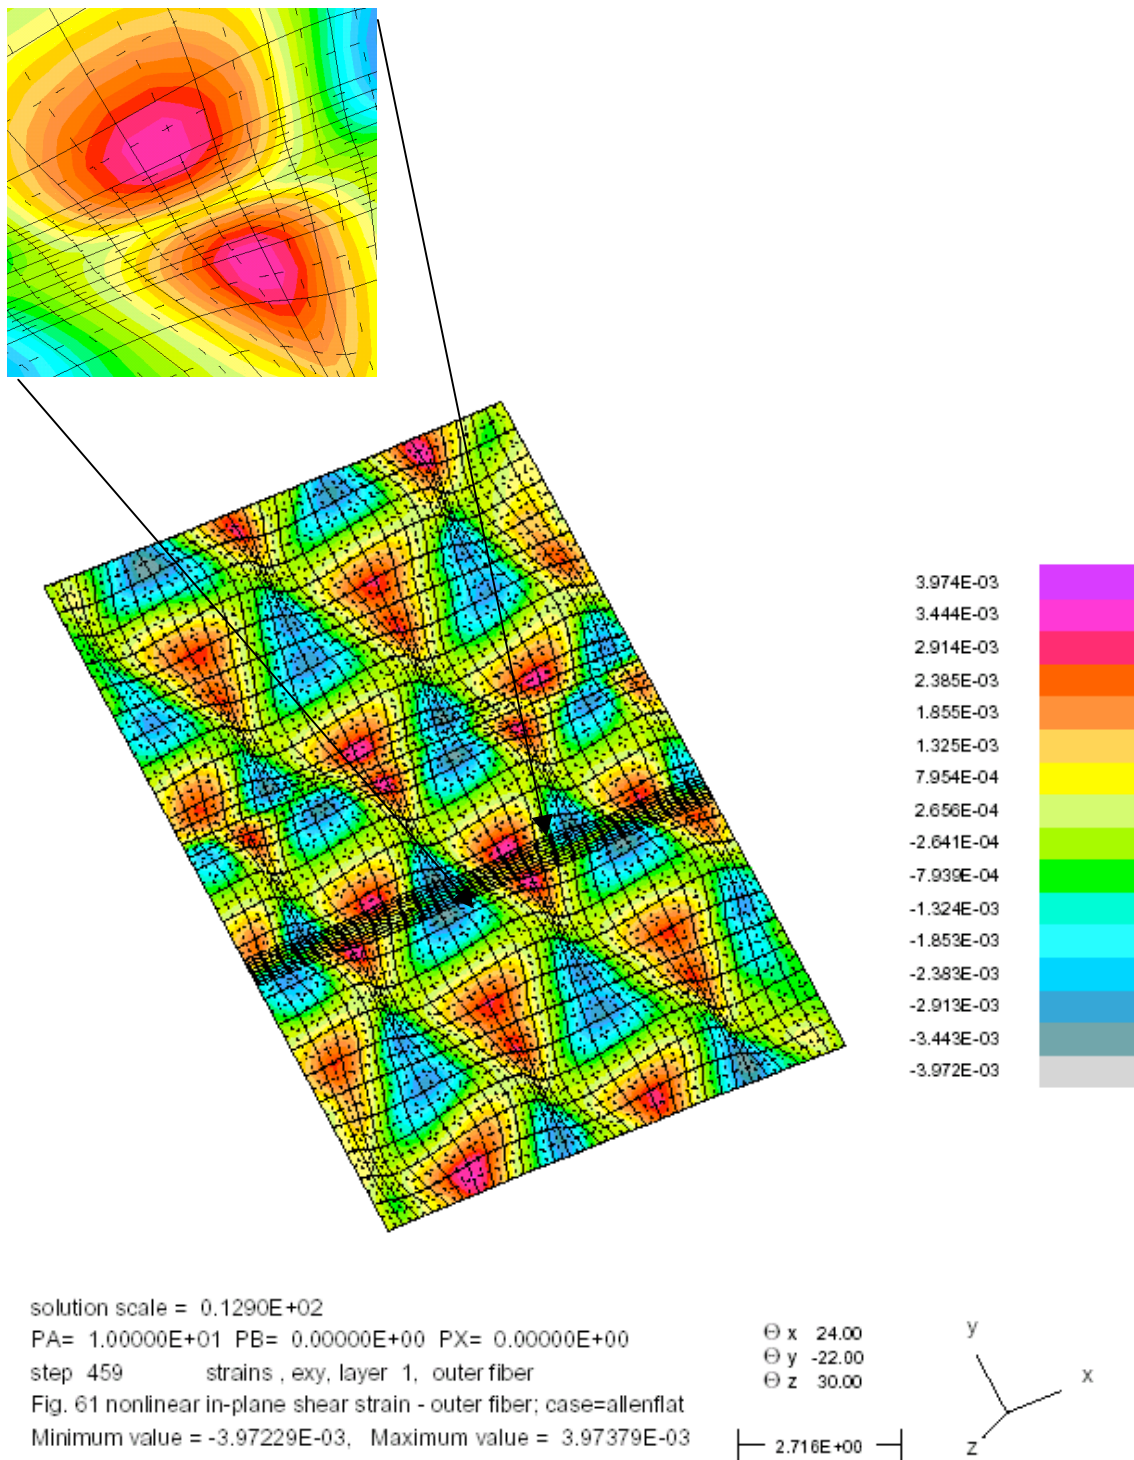 3.974E-03
3.444E-03
2.914E-03
2.385E-03
1.855E-03
1.325E-03
7.954E-04
2.656E-04
-2.641E-04
-7.939E-04
-1.324E-03
-1.853E-03
-2.383E-03
-2.913E-03
-3.443E-03
-3.972E-03
solution scale = 0.1290E+02
PA= 1.00000E+01 PB= 0.00000E+00 PX= 0.00000E+00
step 459 strains , exy, layer 1, outer fiber
Fig. 61 nonlinear in-plane shear strain - outer fiber; case=allenflat
Minimum value = -3.97229E-03, Maximum value = 3.97379E-03
Θ x 24.00
Θ y -22.00
Θ z 30.00
2.716E+00
y
x
z